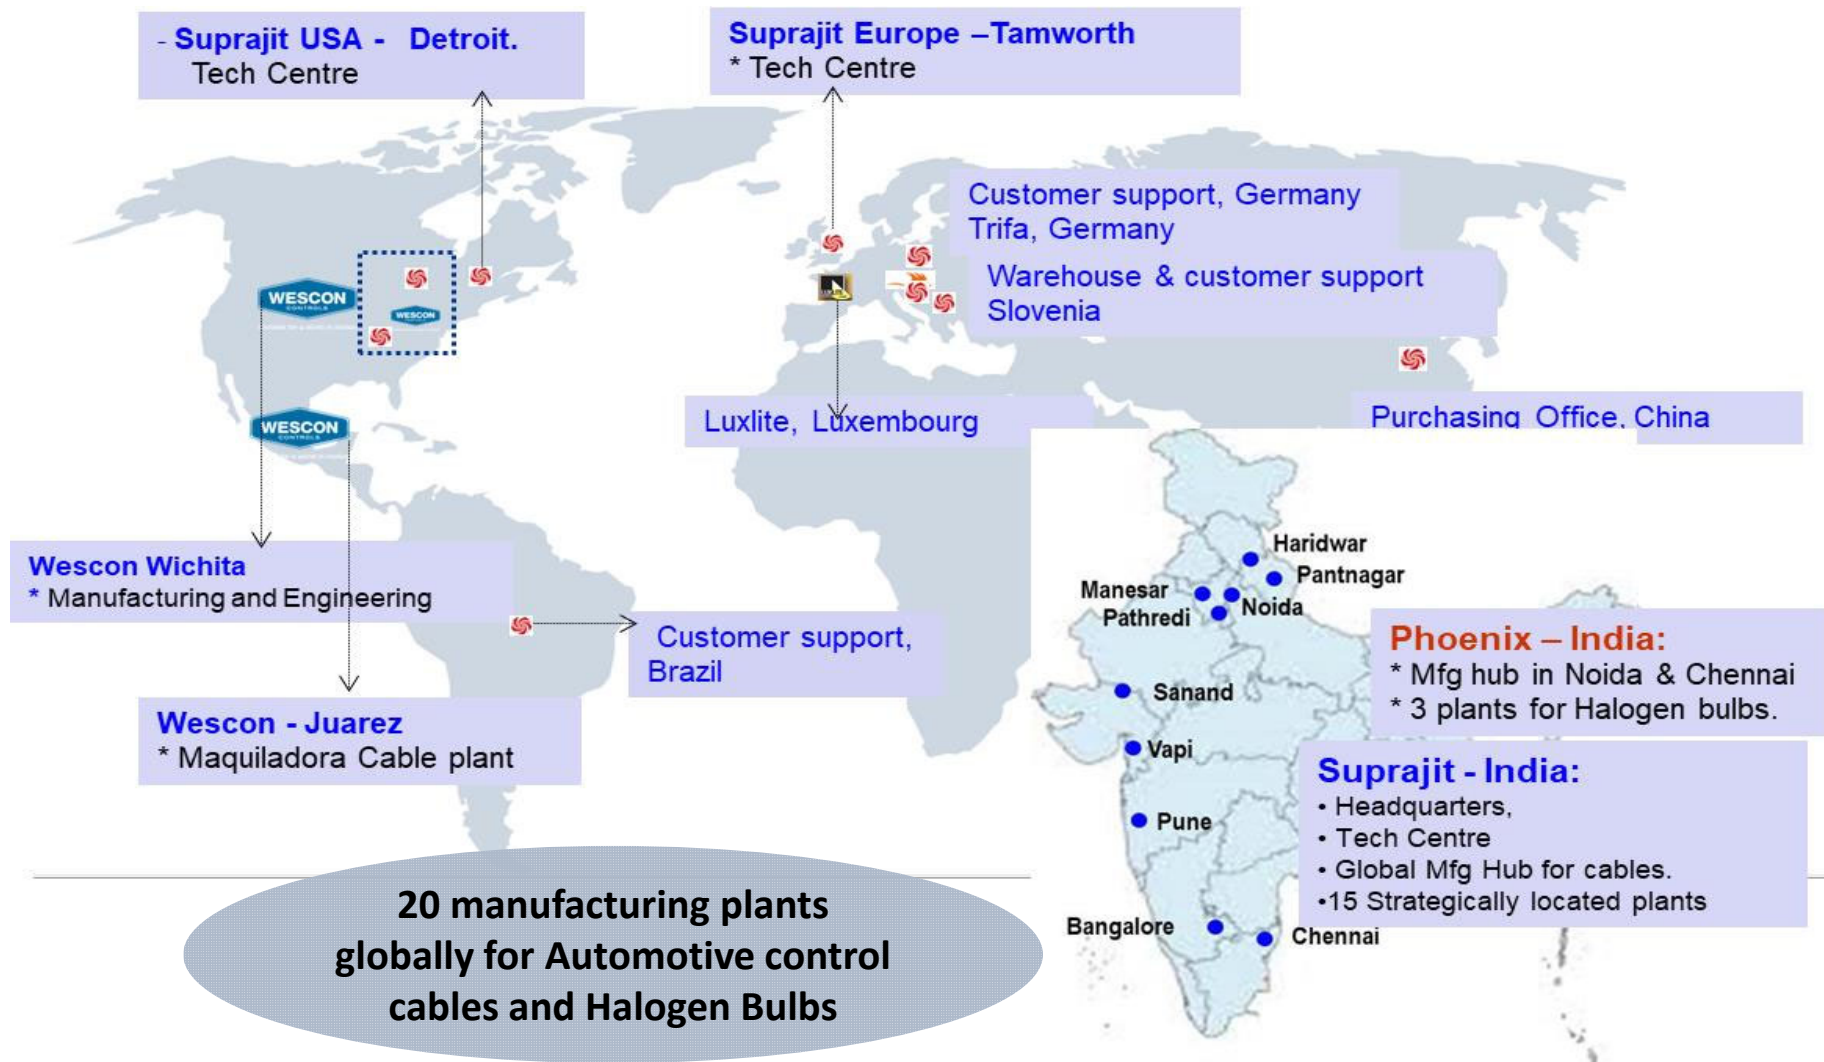 - Suprajit USA - Detroit.
Tech Centre
Suprajit Europe –Tamworth
* Tech Centre
Customer support, Germany
Trifa, Germany
Warehouse & customer support
Slovenia
WESCON
CONTROLS
WESCON
WESCON
CONTROLS
Luxlite, Luxembourg
Purchasing Office, China
Wescon Wichita
* Manufacturing and Engineering
Customer support,
Brazil
Wescon - Juarez
* Maquiladora Cable plant
Haridwar
Pantnagar
Manesar
Noida
Pathredi
Sanand
Vapi
Pune
Bangalore
Chennai
Phoenix – India:
* Mfg hub in Noida & Chennai
* 3 plants for Halogen bulbs.
Suprajit - India:
• Headquarters,
• Tech Centre
• Global Mfg Hub for cables.
•15 Strategically located plants
20 manufacturing plants
globally for Automotive control
cables and Halogen Bulbs